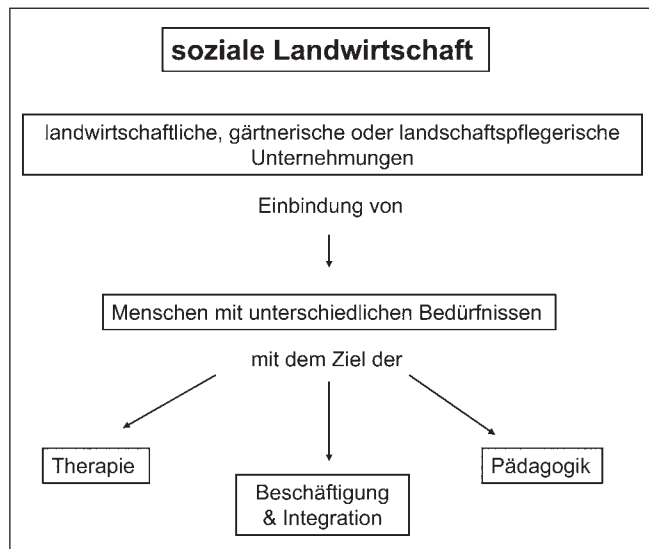 soziale Landwirtschaft
landwirtschaftliche, gärtnerische oder landschaftspflegerische
Unternehmungen
Einbindung von
Menschen mit unterschiedlichen Bedürfnissen
mit dem Ziel der
Therapie
Pädagogik
Beschäftigung
& Integration